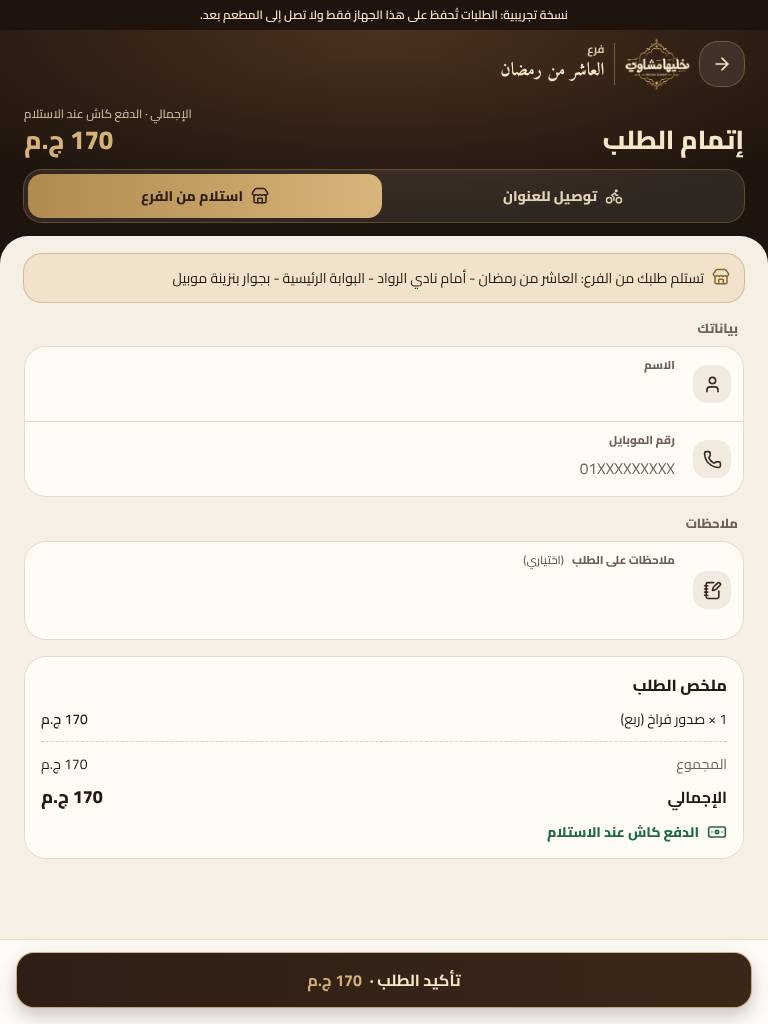 نسخة تجريبية: الطلبات تُحفظ على هذا الجهاز فقط ولا تصل إلى المطعم بعد.
خليها مشاوي
فرع
العاشر من رمضان
إتمام الطلب
الإجمالي · الدفع كاش عند الاستلام
170 ج.م
توصيل للعنوان
استلام من الفرع
تستلم طلبك من الفرع: العاشر من رمضان - أمام نادي الرواد - البوابة الرئيسية - بجوار بنزينة موبيل
بياناتك
الاسم
رقم الموبايل
01XXXXXXXXX
ملاحظات
ملاحظات على الطلب (اختياري)
ملخص الطلب
1 × صدور فراخ (ربع) 170 ج.م
المجموع 170 ج.م
الإجمالي 170 ج.م
الدفع كاش عند الاستلام
تأكيد الطلب · 170 ج.م